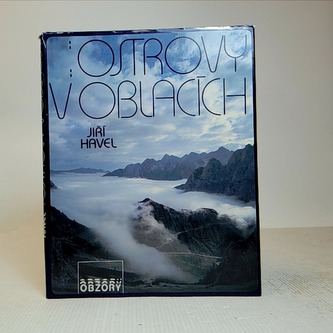 OSTROVY
V OBLACÍCH
JIŘÍ
HAVEL
OBZORY